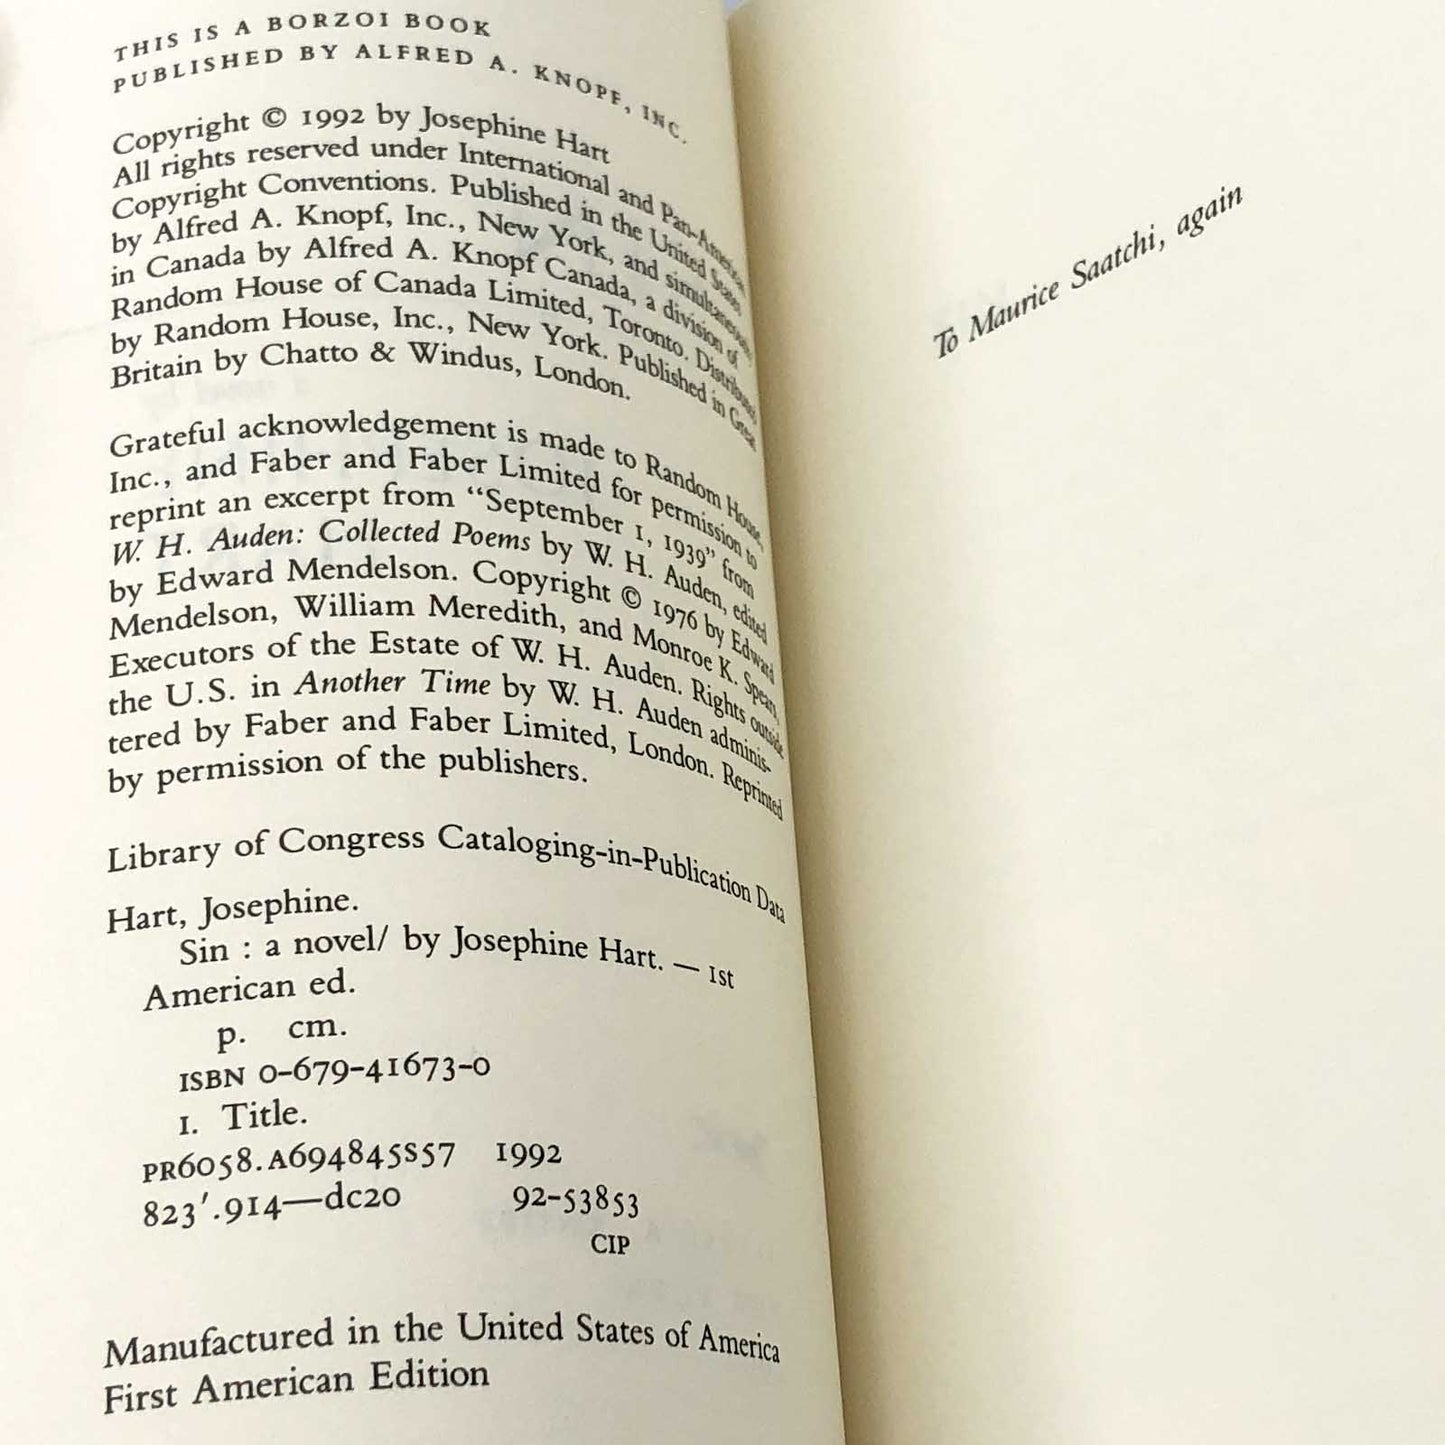 THIS IS A BORZOI BOOK
PUBLISHED BY ALFRED A. KNOPF, INC.
Copyright © 1992 by Josephine Hart
All rights reserved under International and Pan-American
Copyright Conventions. Published in the United States
by Alfred A. Knopf, Inc., New York, and simultaneously
in Canada by Alfred A. Knopf Canada, a division of
Random House of Canada Limited, Toronto. Distributed
by Random House, Inc., New York. Published in Great
Britain by Chatto & Windus, London.
Grateful acknowledgement is made to Random House,
Inc., and Faber and Faber Limited for permission to
reprint an excerpt from “September 1, 1939” from
W. H. Auden: Collected Poems by W. H. Auden, edited
by Edward Mendelson. Copyright © 1976 by Edward
Mendelson, William Meredith, and Monroe K. Spears,
Executors of the Estate of W. H. Auden. Rights outside
the U.S. in Another Time by W. H. Auden adminis-
tered by Faber and Faber Limited, London. Reprinted
by permission of the publishers.
Library of Congress Cataloging-in-Publication Data
Hart, Josephine.
Sin : a novel/ by Josephine Hart. — 1st
American ed.
p. cm.
ISBN 0-679-41673-0
I. Title.
PR6058.A694845S57 1992
823′.914—dc20 92-53853
CIP
Manufactured in the United States of America
First American Edition
To Maurice Saatchi, again